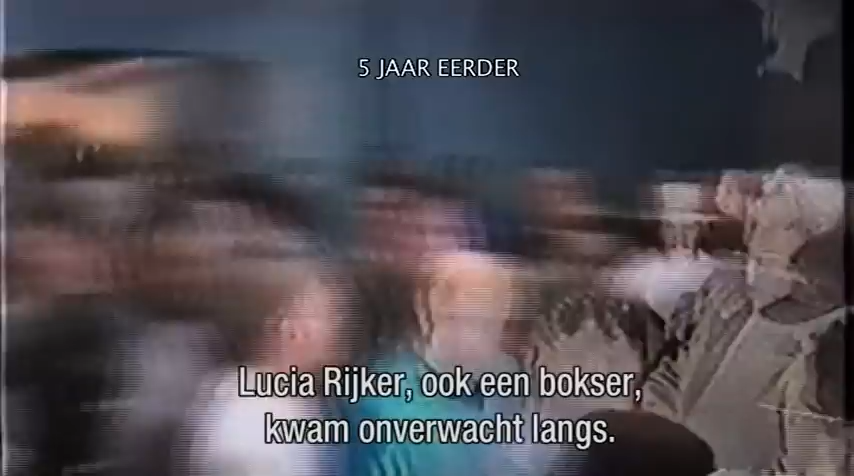 5 JAAR EERDER
Lucia Rijker, ook een bokser,
kwam onverwacht langs.